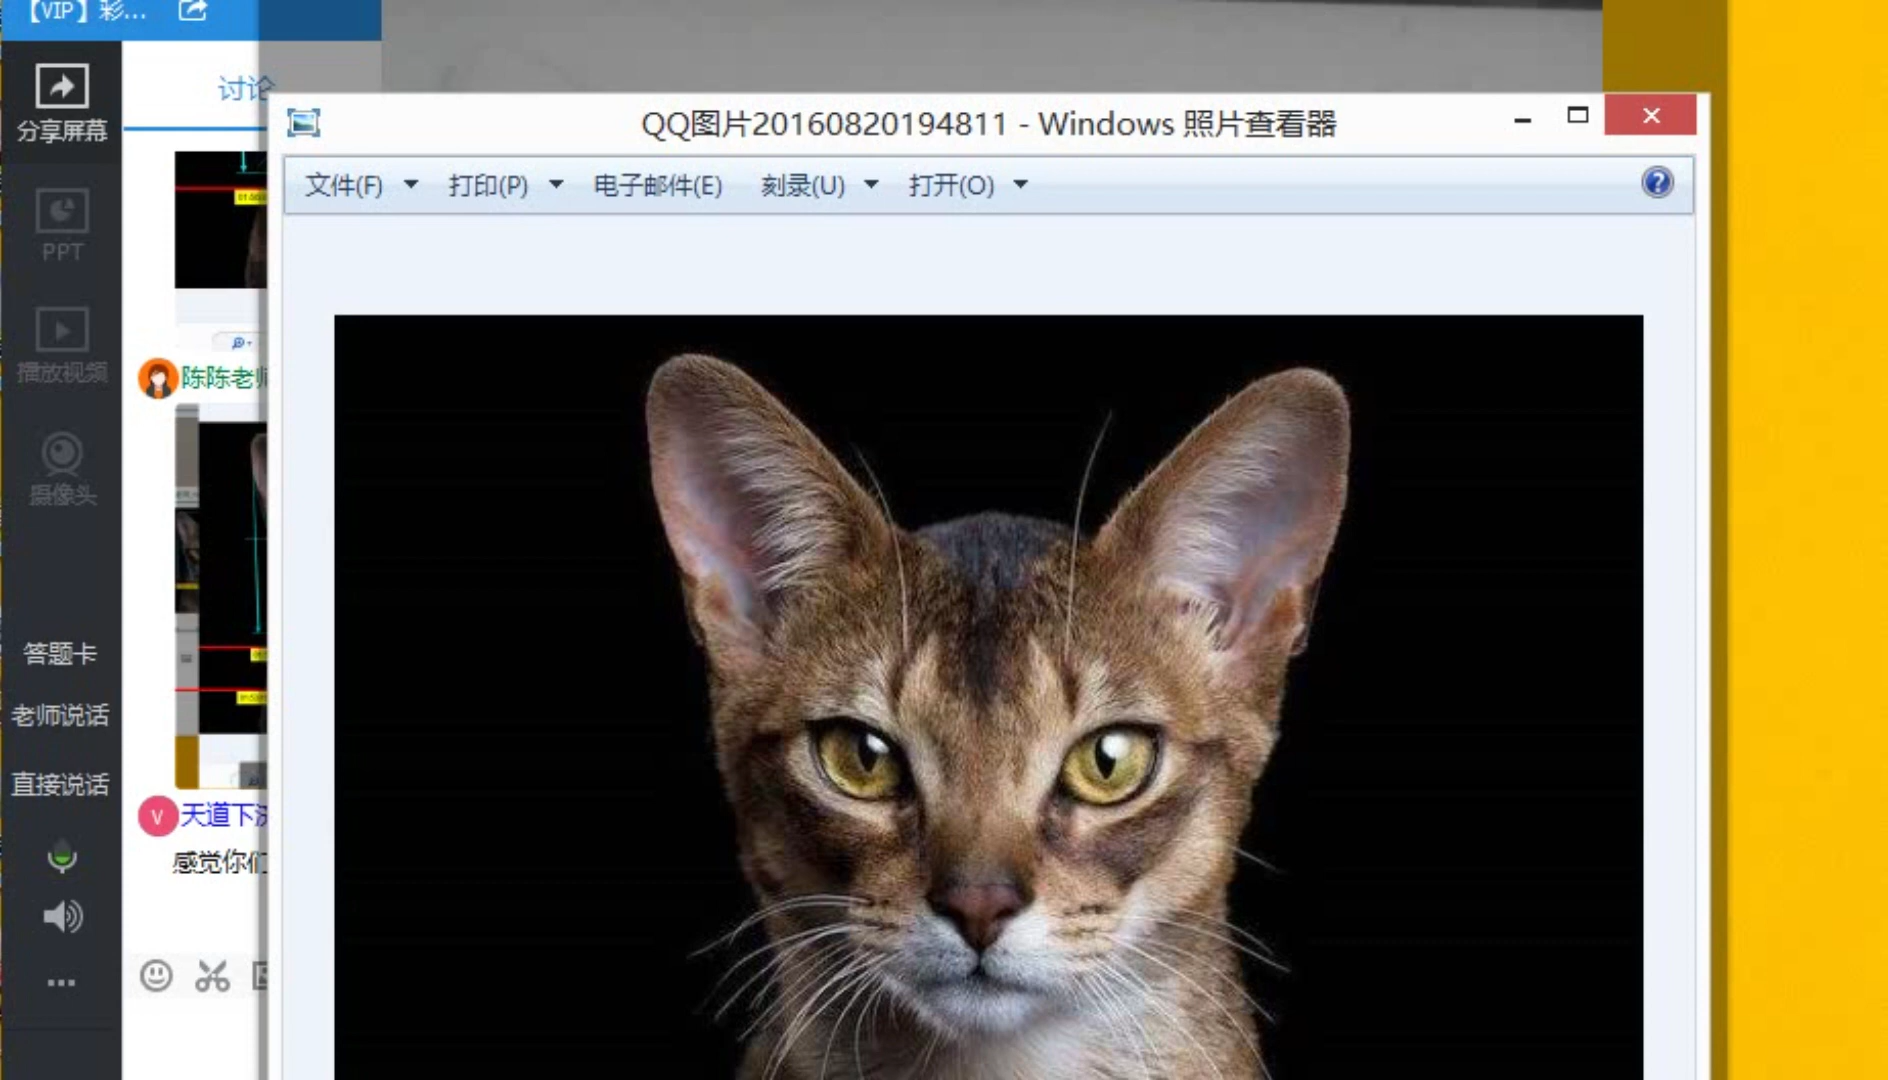 【VIP】彩...
分享屏幕
PPT
播放视频
摄像头
答题卡
老师说话
直接说话
讨论
陈陈老师
天道下
感觉你们
QQ图片20160820194811 - Windows 照片查看器
文件(F)
打印(P)
电子邮件(E)
刻录(U)
打开(O)